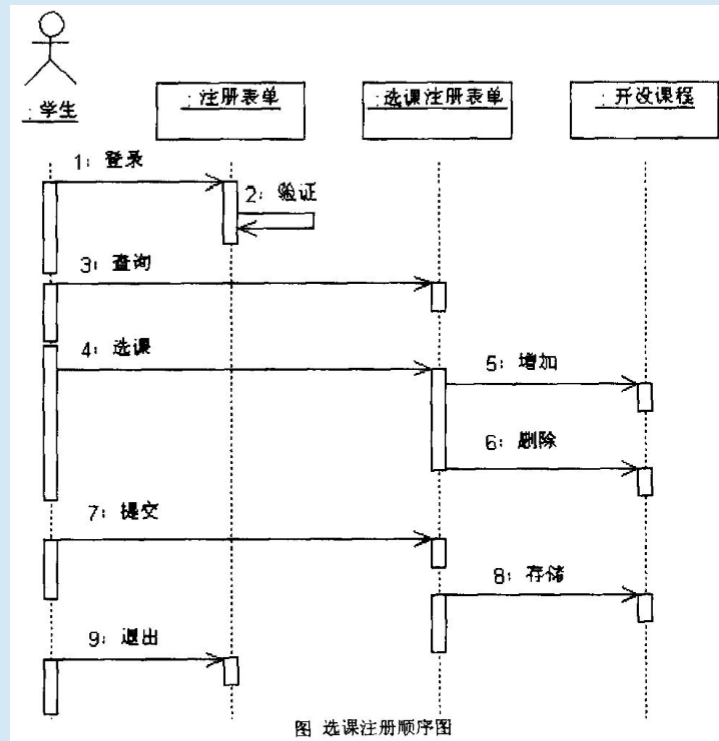 :学生
:注册表单
:选课注册表单
:开设课程
1: 登录
2: 验证
3: 查询
4: 选课
5: 增加
6: 删除
7: 提交
8: 存储
9: 退出
图 选课注册顺序图